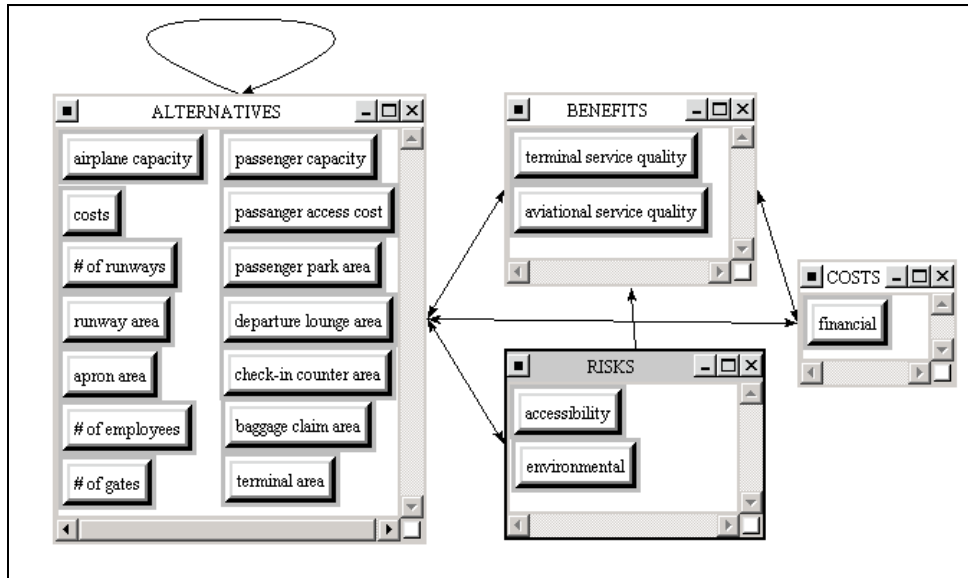 ALTERNATIVES
airplane capacity
costs
# of runways
runway area
apron area
# of employees
# of gates
passenger capacity
passanger access cost
passenger park area
departure lounge area
check-in counter area
baggage claim area
terminal area
BENEFITS
terminal service quality
aviational service quality
RISKS
accessibility
environmental
COSTS
financial